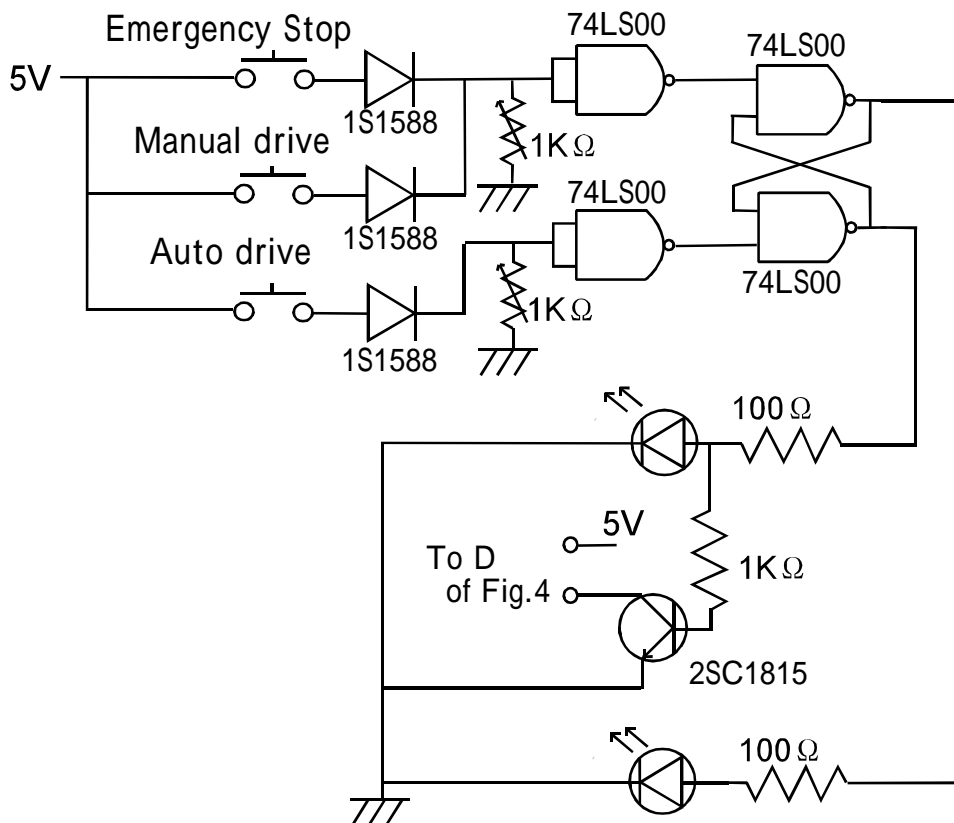 Emergency Stop
74LS00
74LS00
5V
1S1588
1KΩ
Manual drive
74LS00
1S1588
Auto drive
74LS00
1KΩ
1S1588
100Ω
5V
To D
of Fig.4
1KΩ
2SC1815
100Ω